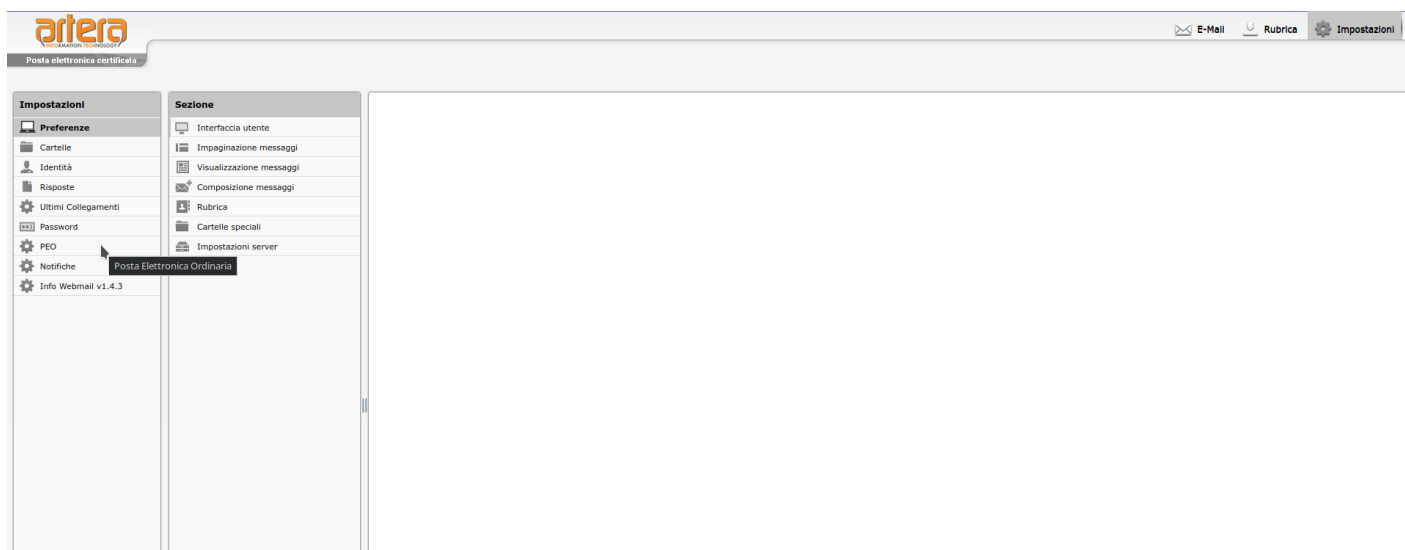 artera
INFORMATION TECHNOLOGY
Posta elettronica certificata
E-Mail
Rubrica
Impostazioni
Impostazioni
Preferenze
Cartelle
Identità
Risposte
Ultimi Collegamenti
Password
PEO
Notifiche
Info Webmail v1.4.3
Posta Elettronica Ordinaria
Sezione
Interfaccia utente
Impaginazione messaggi
Visualizzazione messaggi
Composizione messaggi
Rubrica
Cartelle speciali
Impostazioni server